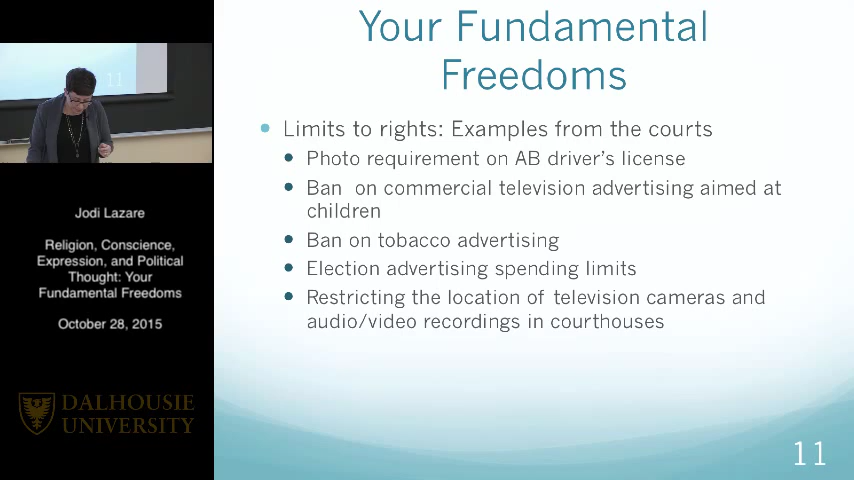 Your Fundamental
Freedoms
Limits to rights: Examples from the courts
Photo requirement on AB driver's license
Ban on commercial television advertising aimed at
children
Ban on tobacco advertising
Election advertising spending limits
Restricting the location of television cameras and
audio/video recordings in courthouses
11
11
Jodi Lazare
Religion, Conscience,
Expression, and Political
Thought: Your
Fundamental Freedoms
October 28, 2015
DALHOUSIE
UNIVERSITY